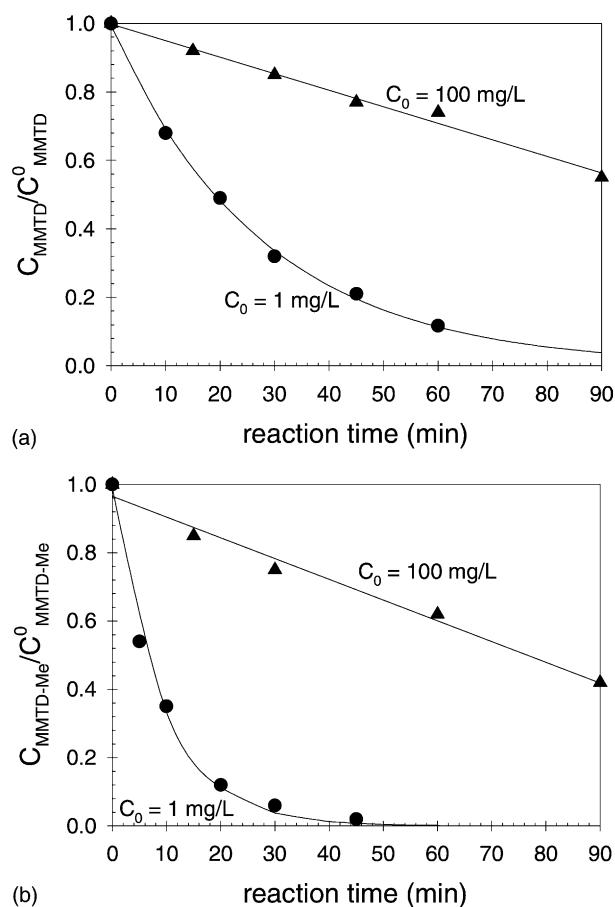 C_MMTD/C⁰_MMTD
1.0
0.8
0.6
0.4
0.2
0.0
C₀ = 100 mg/L
C₀ = 1 mg/L
0 10 20 30 40 50 60 70 80 90
(a)
reaction time (min)
C_MMTD-Me/C⁰_MMTD-Me
1.0
0.8
0.6
0.4
0.2
0.0
C₀ = 100 mg/L
C₀ = 1 mg/L
0 10 20 30 40 50 60 70 80 90
(b)
reaction time (min)